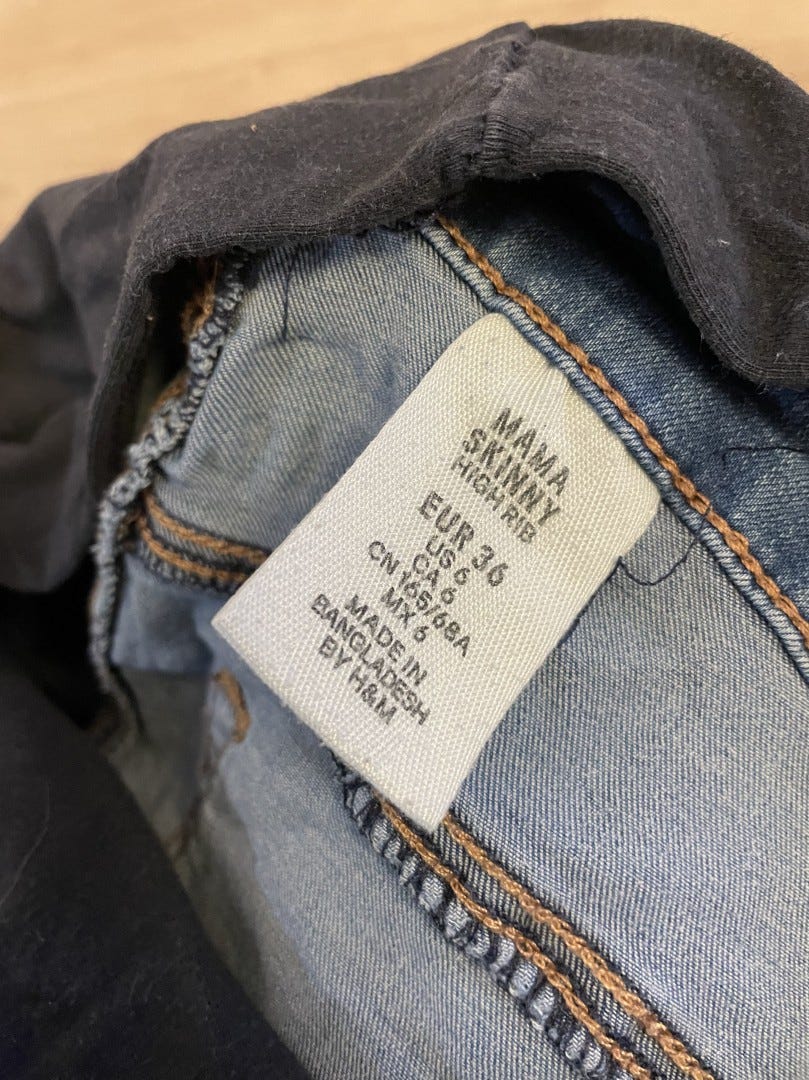 MAMA
SKINNY
HIGH RIB
EUR 36
US 6
CA 6
CN 165/68A
MX 6
MADE IN
BANGLADESH
BY H&M